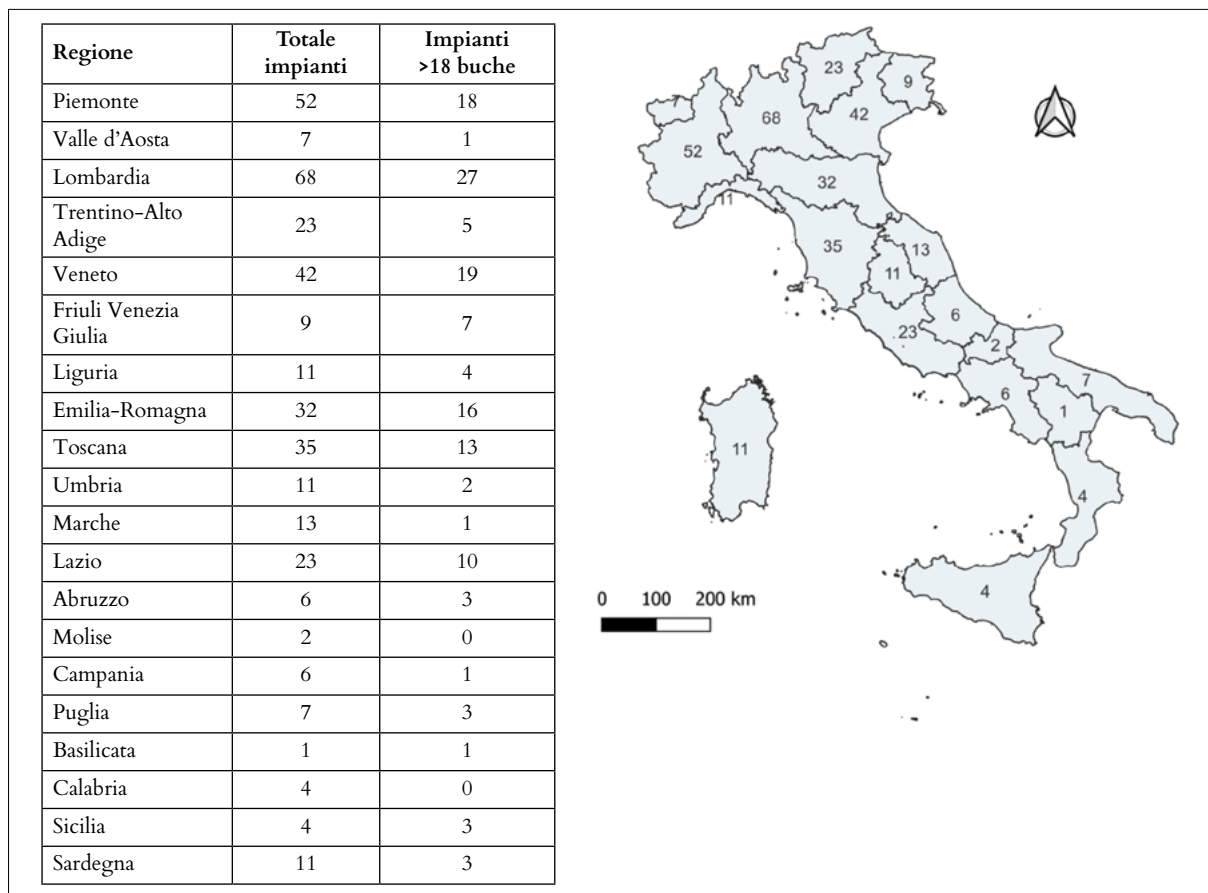 Regione Totale impianti Impianti >18 buche
Piemonte 52 18
Valle d'Aosta 7 1
Lombardia 68 27
Trentino-Alto Adige 23 5
Veneto 42 19
Friuli Venezia Giulia 9 7
Liguria 11 4
Emilia-Romagna 32 16
Toscana 35 13
Umbria 11 2
Marche 13 1
Lazio 23 10
Abruzzo 6 3
Molise 2 0
Campania 6 1
Puglia 7 3
Basilicata 1 1
Calabria 4 0
Sicilia 4 3
Sardegna 11 3
23
9
7
68
42
52
32
11
35
13
11
6
23
2
7
6
1
11
4
4
0 100 200 km